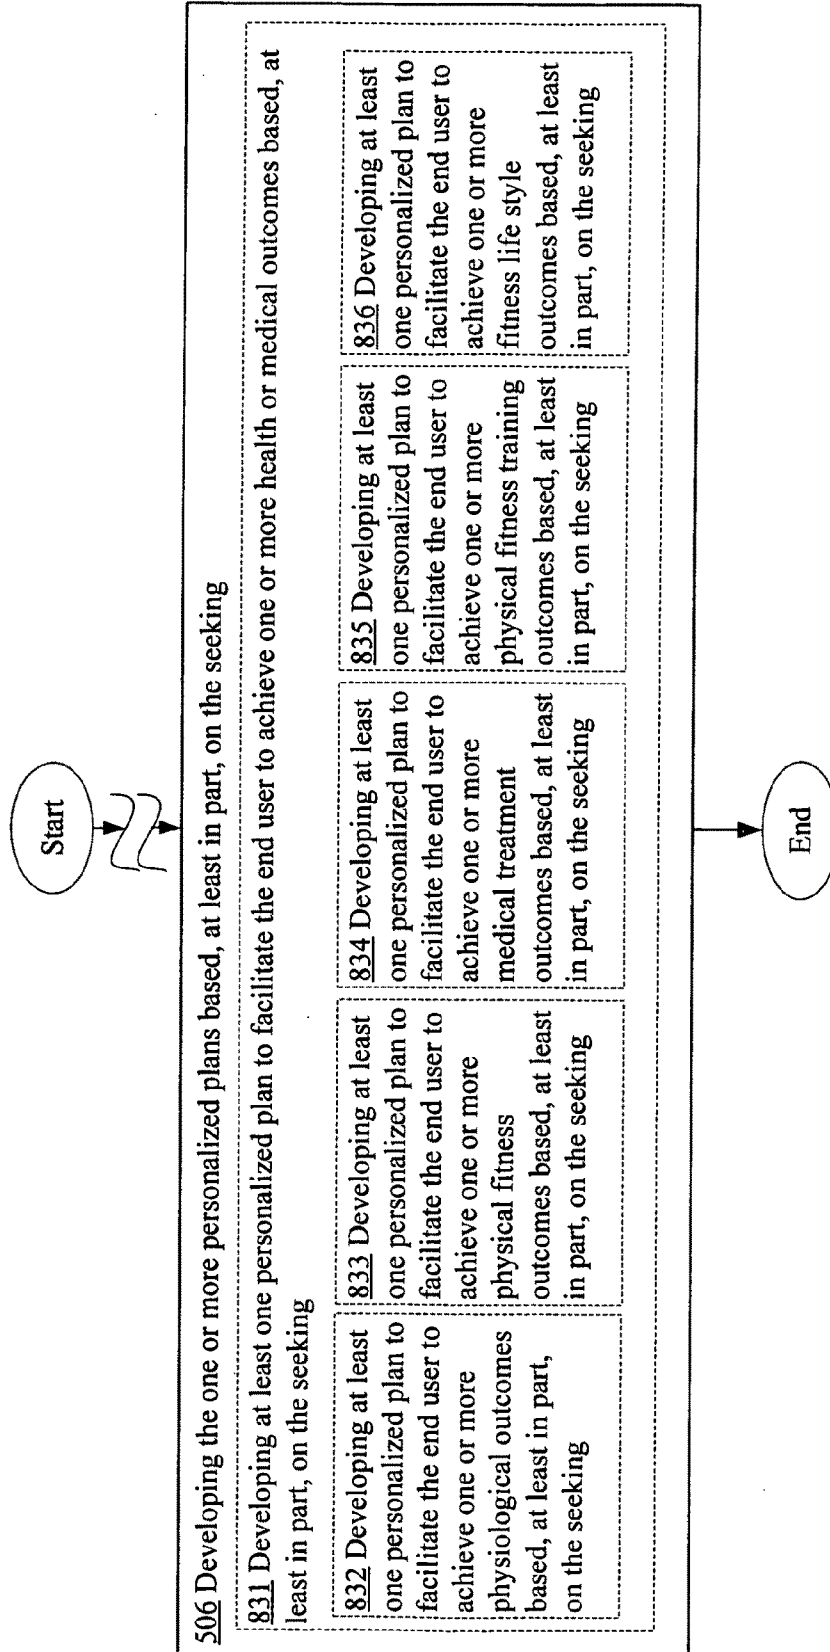 Start
506 Developing the one or more personalized plans based, at least in part, on the seeking
831 Developing at least one personalized plan to facilitate the end user to achieve one or more health or medical outcomes based, at
least in part, on the seeking
832 Developing at least
one personalized plan to
facilitate the end user to
achieve one or more
physiological outcomes
based, at least in part,
on the seeking
833 Developing at least
one personalized plan to
facilitate the end user to
achieve one or more
physical fitness
outcomes based, at least
in part, on the seeking
834 Developing at least
one personalized plan to
facilitate the end user to
achieve one or more
medical treatment
outcomes based, at least
in part, on the seeking
835 Developing at least
one personalized plan to
facilitate the end user to
achieve one or more
physical fitness training
outcomes based, at least
in part, on the seeking
836 Developing at least
one personalized plan to
facilitate the end user to
achieve one or more
fitness life style
outcomes based, at least
in part, on the seeking
End